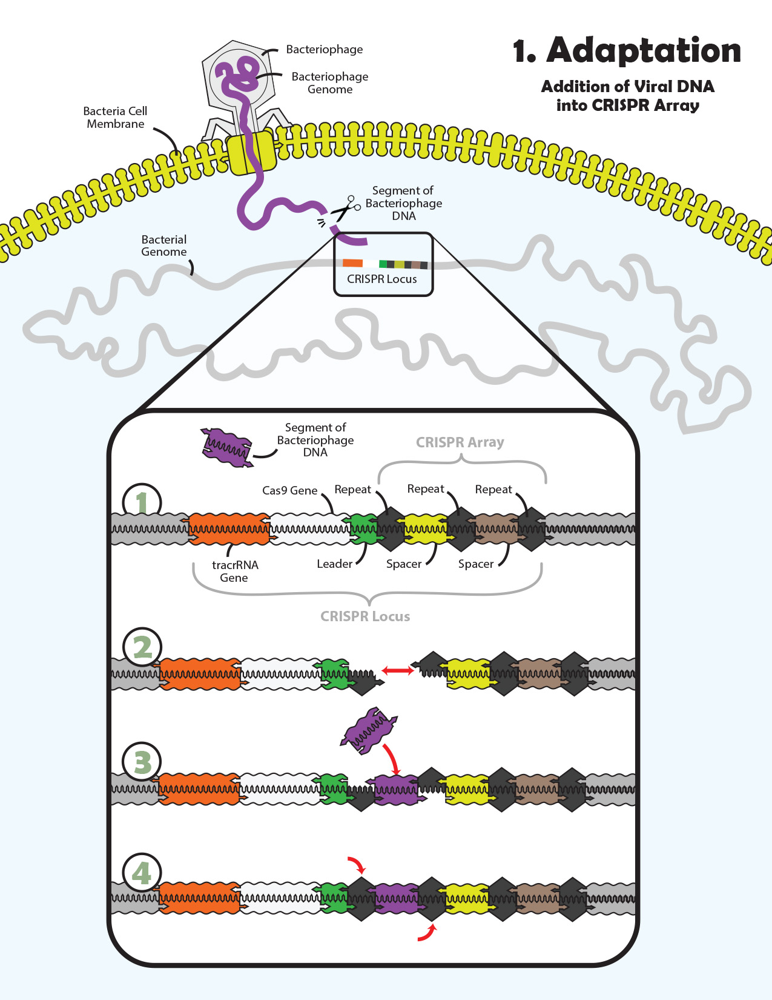 1. Adaptation
Addition of Viral DNA
into CRISPR Array
Bacteriophage
Bacteriophage
Genome
Bacteria Cell
Membrane
Segment of
Bacteriophage
DNA
Bacterial
Genome
CRISPR Locus
Segment of
Bacteriophage
DNA
CRISPR Array
1
Cas9 Gene
Repeat
Repeat
Repeat
tracrRNA
Gene
Leader
Spacer
Spacer
CRISPR Locus
2
3
4